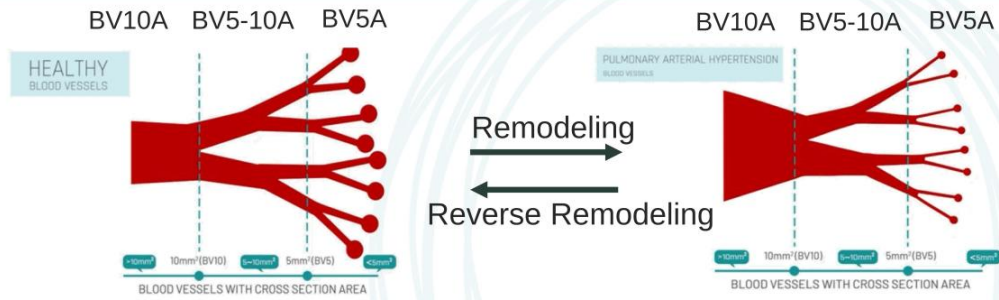 BV10A BV5-10A BV5A
HEALTHY
BLOOD VESSELS
>10mm² 10mm²(BV10) 5-10mm² 5mm²(BV5) <5mm²
BLOOD VESSELS WITH CROSS SECTION AREA
Remodeling
Reverse Remodeling
BV10A BV5-10A BV5A
PULMONARY ARTERIAL HYPERTENSION
BLOOD VESSELS
>10mm² 10mm²(BV10) 5-10mm² 5mm²(BV5) <5mm²
BLOOD VESSELS WITH CROSS SECTION AREA